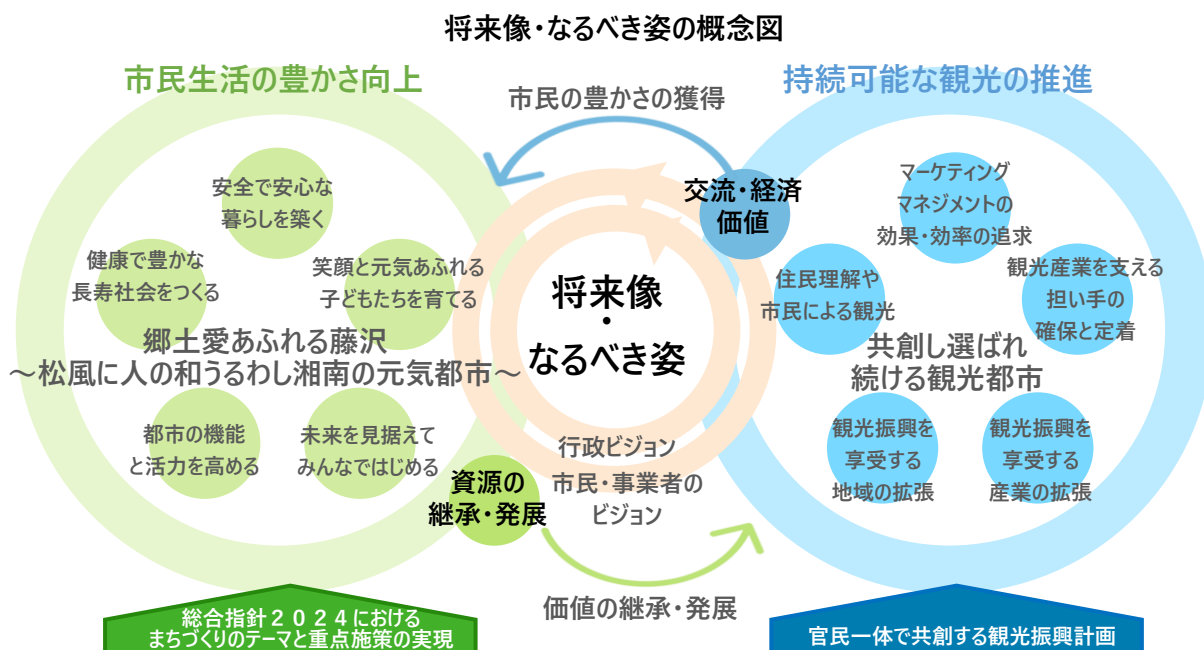 将来像・なるべき姿の概念図
市民生活の豊かさ向上
安全で安心な
暮らしを築く
健康で豊かな
長寿社会をつくる
笑顔と元気あふれる
子どもたちを育てる
郷土愛あふれる藤沢
～松風に人の和うるわし湘南の元気都市～
都市の機能
と活力を高める
未来を見据えて
みんなではじめる
資源の
継承・発展
総合指針２０２４における
まちづくりのテーマと重点施策の実現
市民の豊かさの獲得
将来像
・
なるべき姿
行政ビジョン
市民・事業者の
ビジョン
価値の継承・発展
持続可能な観光の推進
交流・経済
価値
マーケティング
マネジメントの
効果・効率の追求
住民理解や
市民による観光
観光産業を支える
担い手の
確保と定着
共創し選ばれ
続ける観光都市
観光振興を
享受する
地域の拡張
観光振興を
享受する
産業の拡張
官民一体で共創する観光振興計画